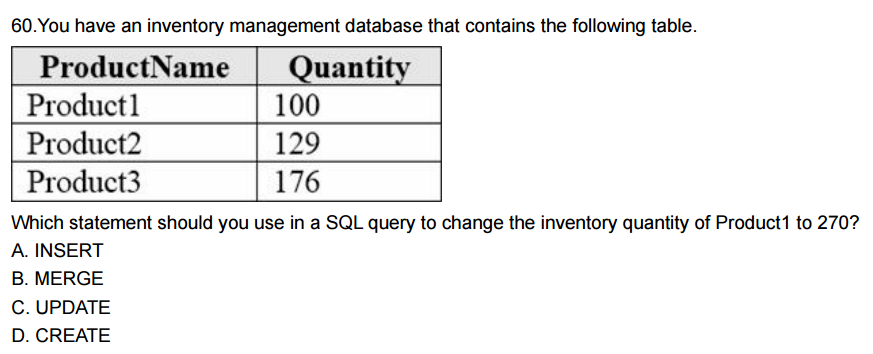 60.You have an inventory management database that contains the following table.
ProductName Quantity
Product1 100
Product2 129
Product3 176
Which statement should you use in a SQL query to change the inventory quantity of Product1 to 270?
A. INSERT
B. MERGE
C. UPDATE
D. CREATE